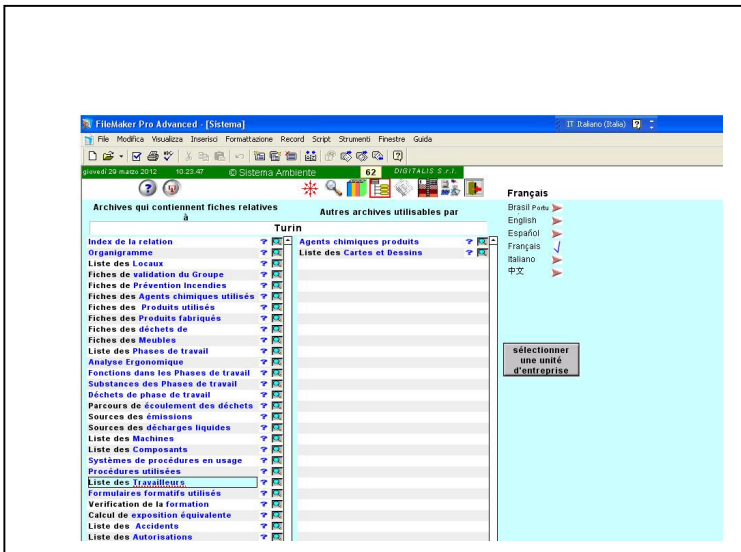 FileMaker Pro Advanced - [Sistema]
IT Italiano (Italia)
File Modifica Visualizza Inserisci Formattazione Record Script Strumenti Finestre Guida
giovedì 29 marzo 2012 10.23.47 © Sistema Ambiente 62 DIGITALIS S.r.l.
Français
Brasil Portu
English
Español
Français
Italiano
中文
sélectionner
une unité
d'entreprise
Archives qui contiennent fiches relatives
à
Autres archives utilisables par
Turin
Index de la relation
Organigramme
Liste des Locaux
Fiches de validation du Groupe
Fiches de Prévention Incendies
Fiches des Agents chimiques utilisés
Fiches des Produits utilisés
Fiches des Produits fabriqués
Fiches des déchets de
Fiches des Meubles
Liste des Phases de travail
Analyse Ergonomique
Fonctions dans les Phases de travail
Substances des Phases de travail
Déchets de phase de travail
Parcours de écoulement des déchets
Sources des émissions
Sources des décharges liquides
Liste des Machines
Liste des Composants
Systèmes de procédures en usage
Procédures utilisées
Liste des Travailleurs
Formulaires formatifs utilisés
Verification de la formation
Calcul de exposition équivalente
Liste des Accidents
Liste des Autorisations
Agents chimiques produits
Liste des Cartes et Dessins